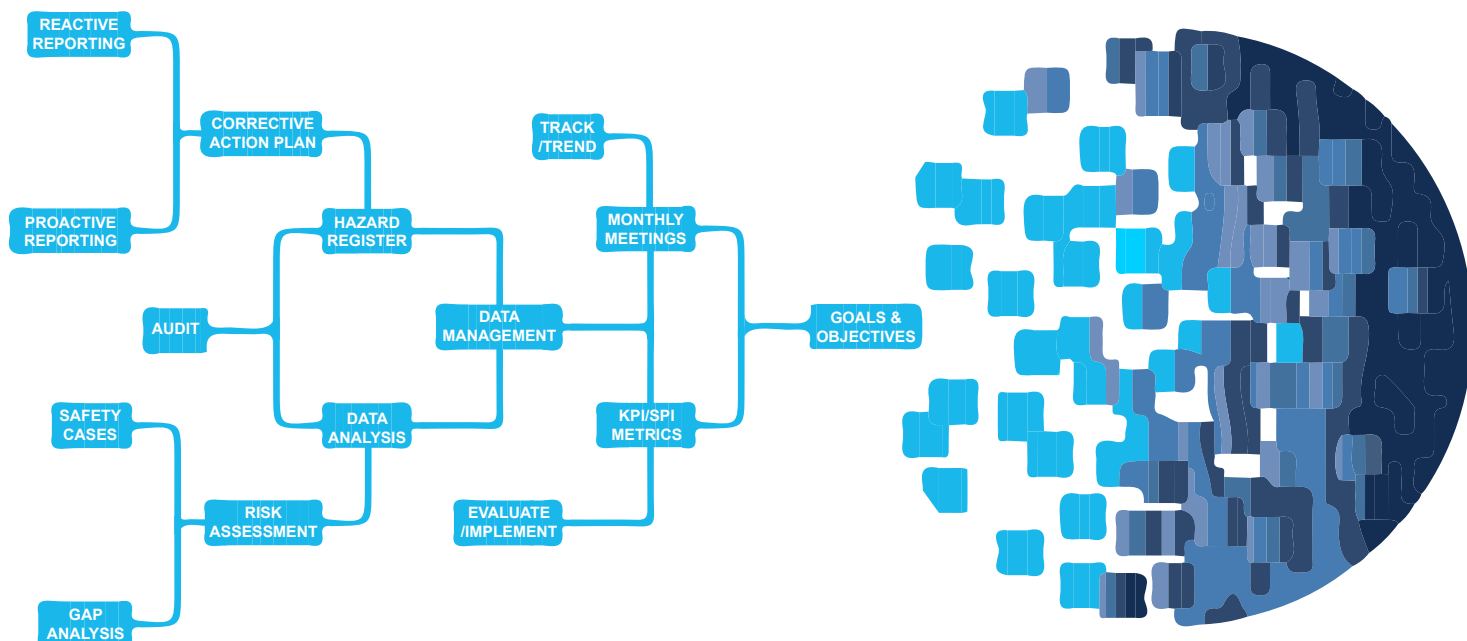 REACTIVE
REPORTING
CORRECTIVE
ACTION PLAN
TRACK
/TREND
PROACTIVE
REPORTING
HAZARD
REGISTER
MONTHLY
MEETINGS
AUDIT
DATA
MANAGEMENT
GOALS &
OBJECTIVES
SAFETY
CASES
DATA
ANALYSIS
KPI/SPI
METRICS
RISK
ASSESSMENT
EVALUATE
/IMPLEMENT
GAP
ANALYSIS